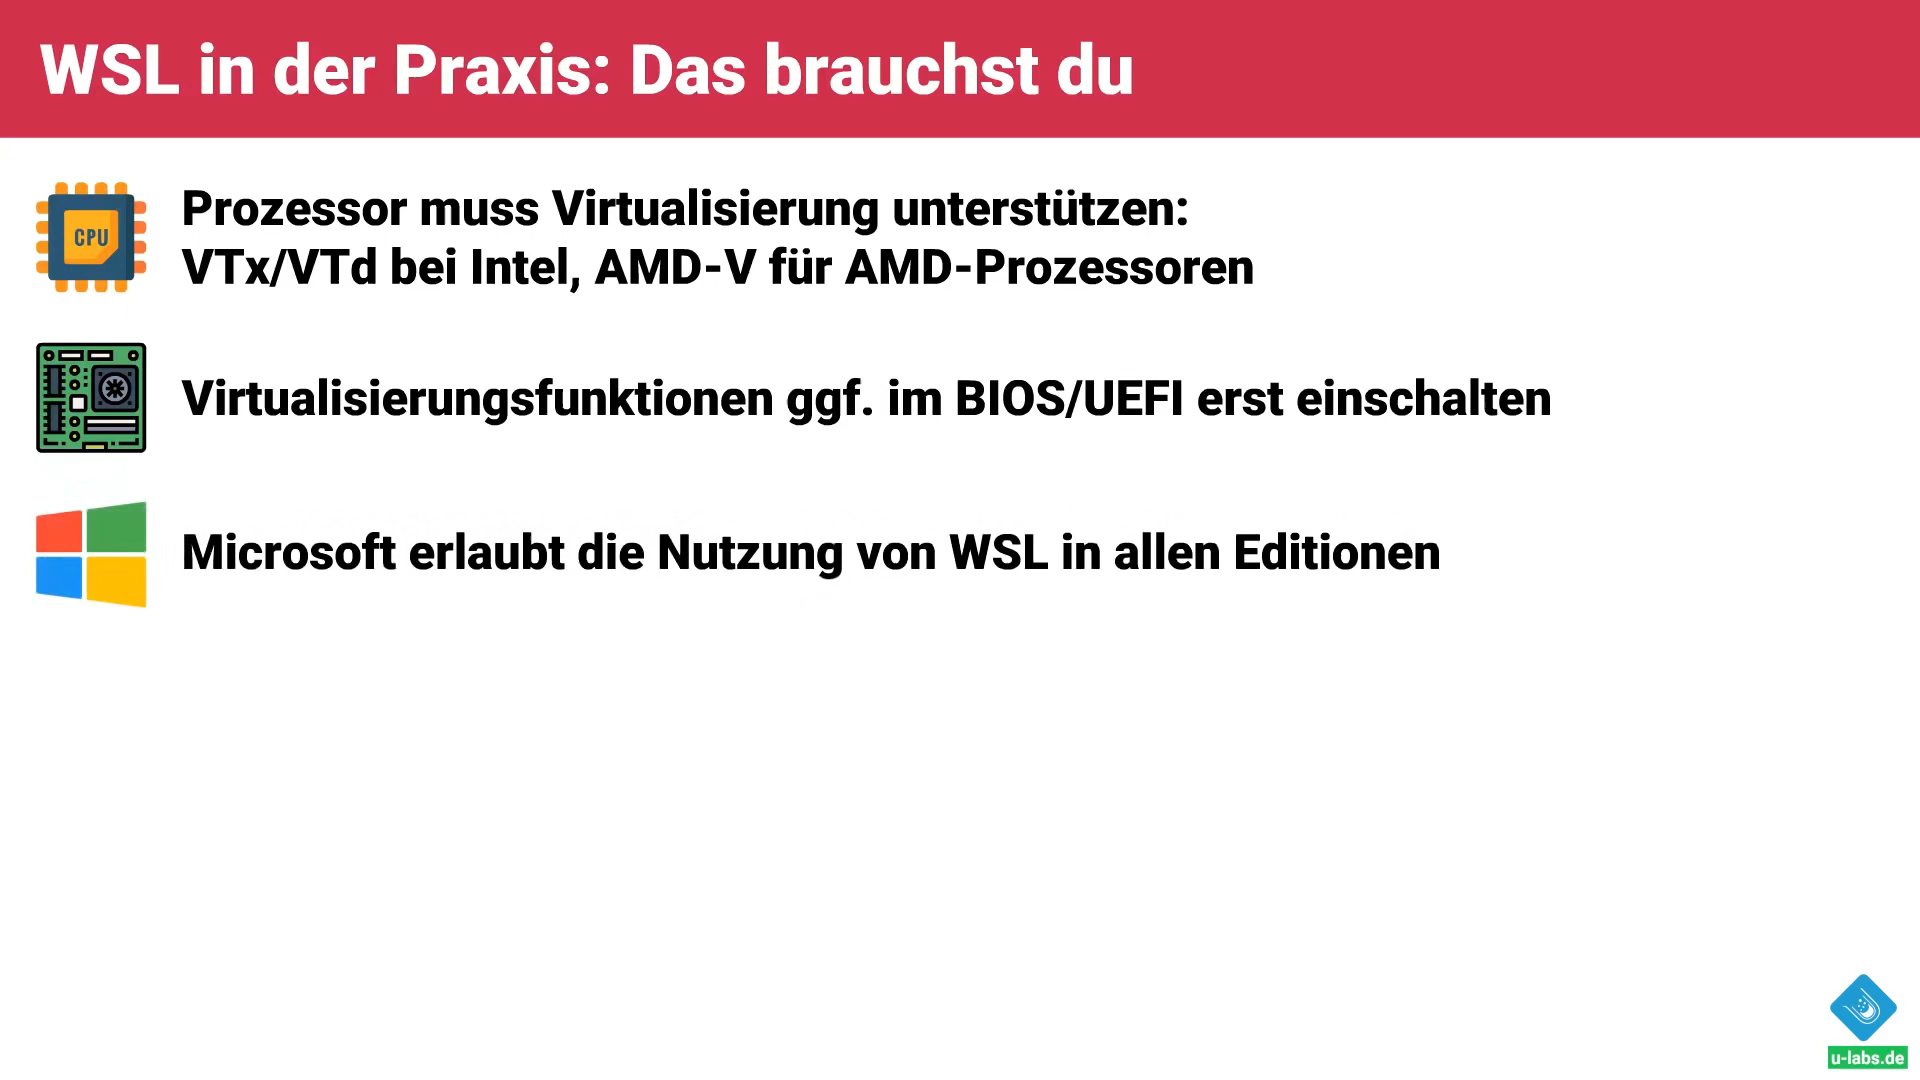 WSL in der Praxis: Das brauchst du
CPU
Prozessor muss Virtualisierung unterstützen:
VTx/VTd bei Intel, AMD-V für AMD-Prozessoren
Virtualisierungsfunktionen ggf. im BIOS/UEFI erst einschalten
Microsoft erlaubt die Nutzung von WSL in allen Editionen
u-labs.de